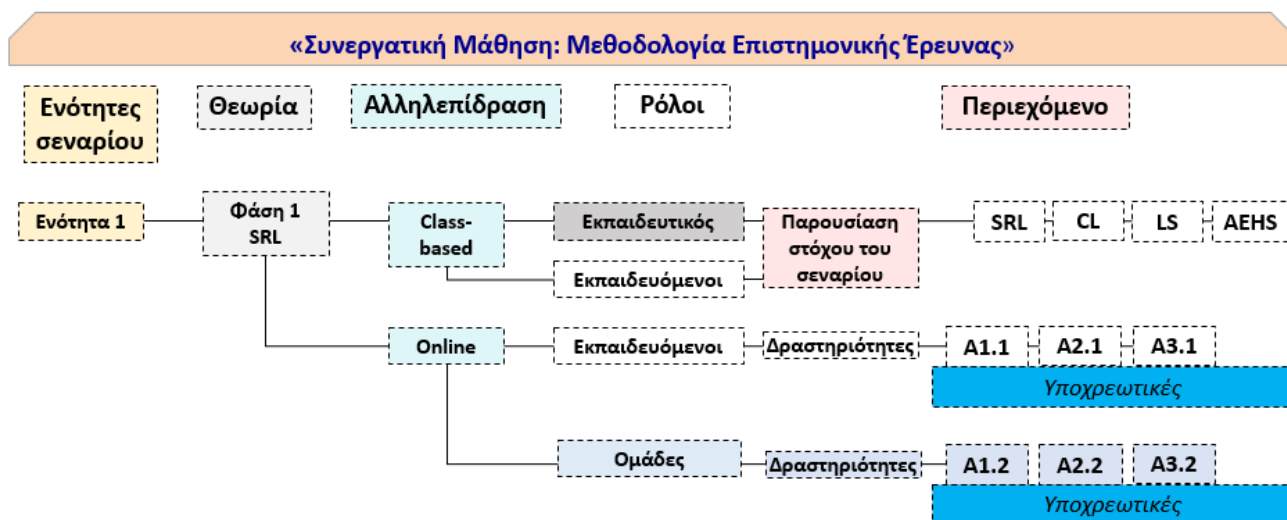 «Συνεργατική Μάθηση: Μεθοδολογία Επιστημονικής Έρευνας»
Ενότητες
σεναρίου
Θεωρία
Αλληλεπίδραση
Ρόλοι
Περιεχόμενο
Ενότητα 1
Φάση 1
SRL
Class-
based
Εκπαιδευτικός
Εκπαιδευόμενοι
Παρουσίαση
στόχου του
σεναρίου
SRL
CL
LS
AEHS
Online
Εκπαιδευόμενοι
Δραστηριότητες
A1.1
A2.1
A3.1
Υποχρεωτικές
Ομάδες
Δραστηριότητες
A1.2
A2.2
A3.2
Υποχρεωτικές